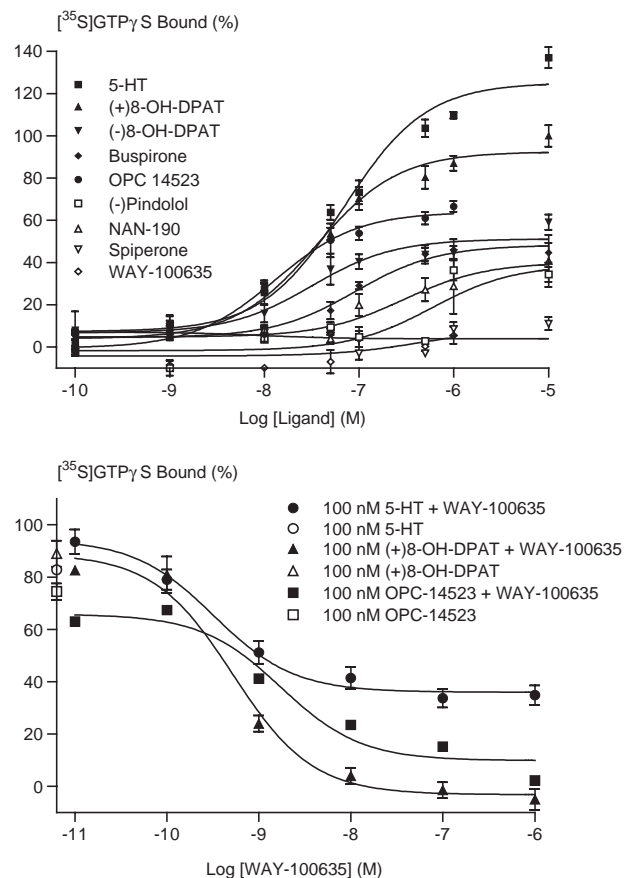 [³⁵S]GTPγ S Bound (%)
140
120
100
80
60
40
20
0
5-HT
(+)8-OH-DPAT
(-)8-OH-DPAT
Buspirone
OPC 14523
(-)Pindolol
NAN-190
Spiperone
WAY-100635
-10
-9
-8
-7
-6
-5
Log [Ligand] (M)
[³⁵S]GTPγ S Bound (%)
100
80
60
40
20
0
100 nM 5-HT + WAY-100635
100 nM 5-HT
100 nM (+)8-OH-DPAT + WAY-100635
100 nM (+)8-OH-DPAT
100 nM OPC-14523 + WAY-100635
100 nM OPC-14523
-11
-10
-9
-8
-7
-6
Log [WAY-100635] (M)